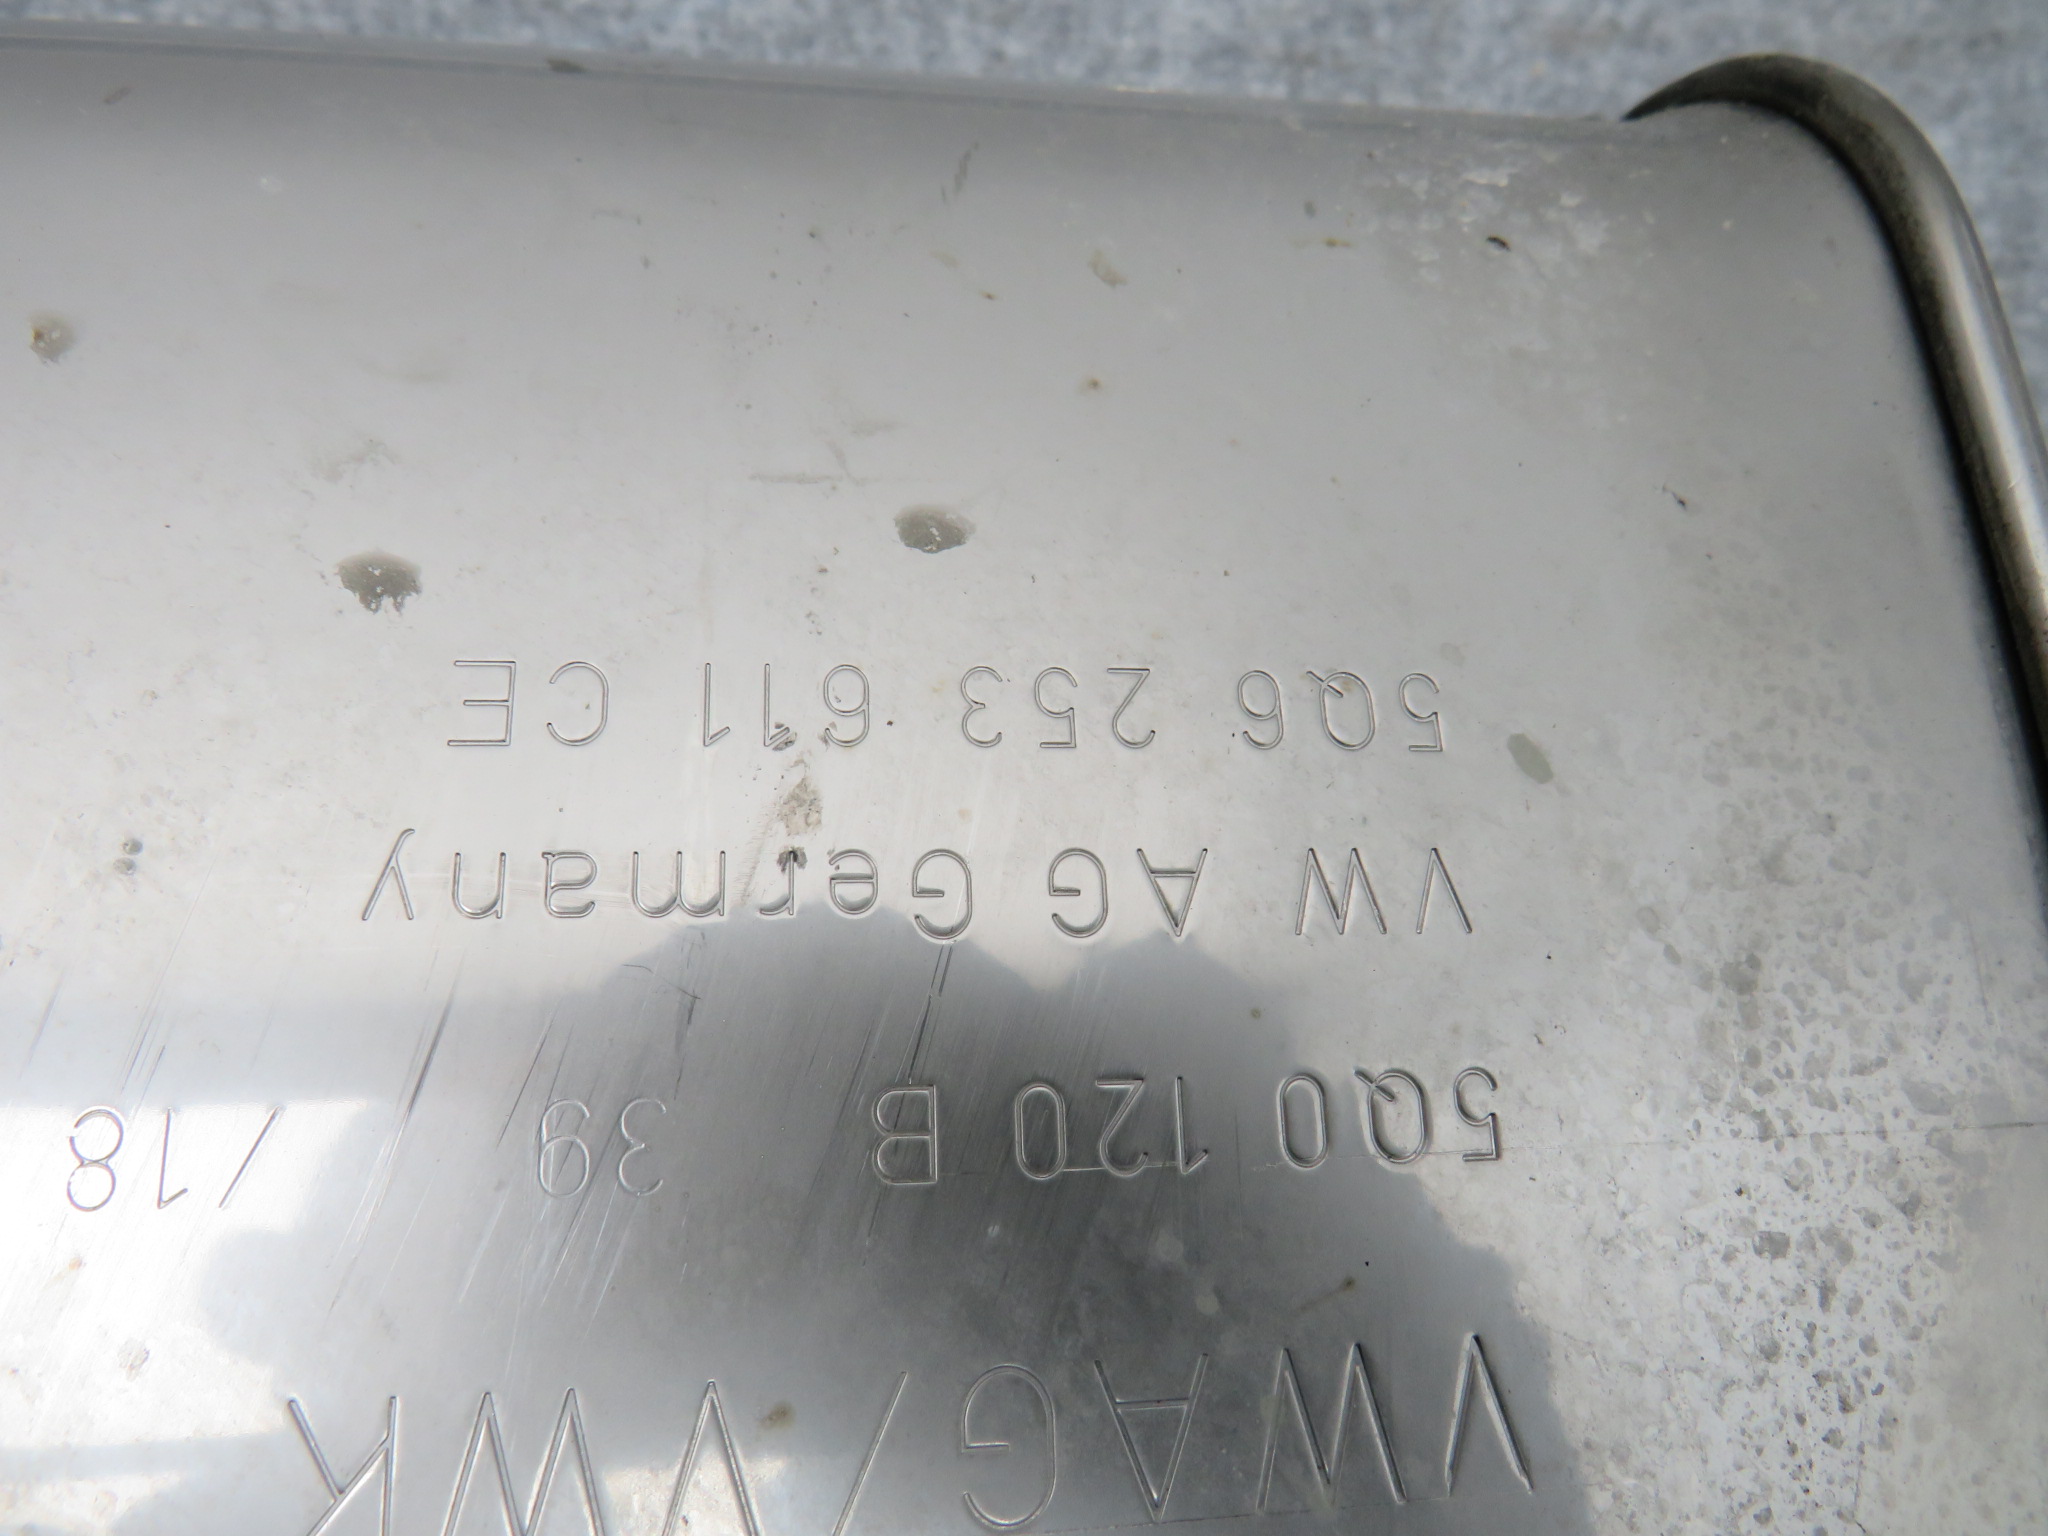 VWAG/VWK
5Q0 120 B 39 /18
VW AG Germany
5Q6 253 611 CE